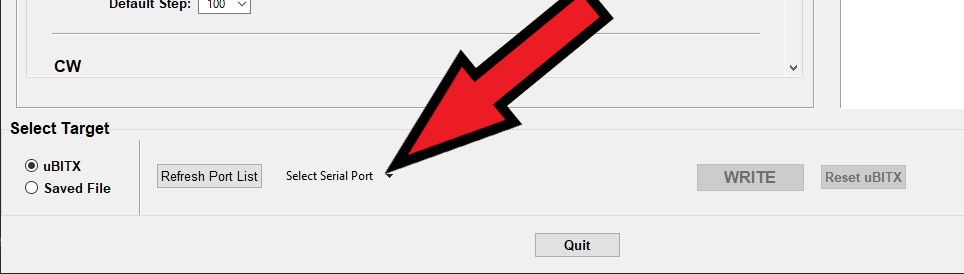 Default Step: 100
CW
Select Target
uBITX
Saved File
Refresh Port List
Select Serial Port
WRITE
Reset uBITX
Quit